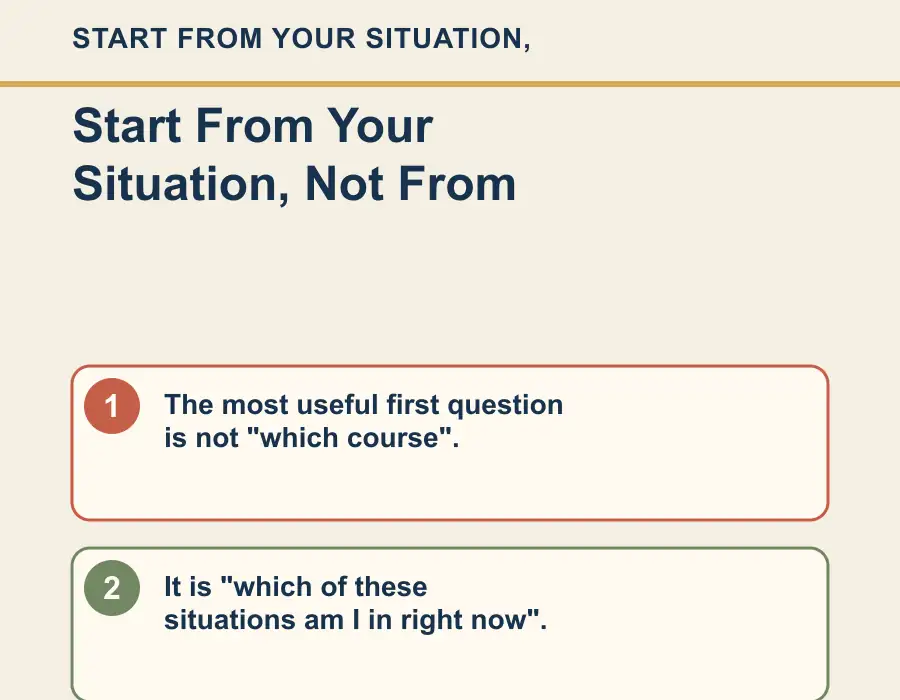 START FROM YOUR SITUATION,
Start From Your
Situation, Not From
1
The most useful first question
is not "which course".
2
It is "which of these
situations am I in right now".